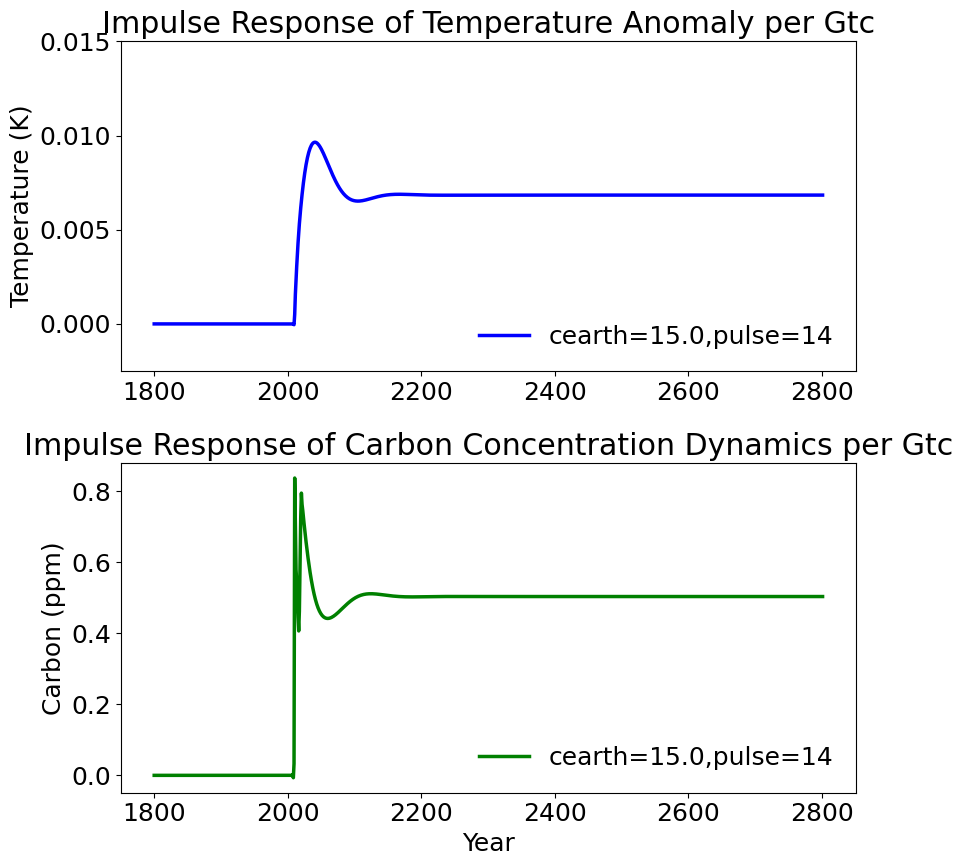 Impulse Response of Temperature Anomaly per Gtc
Temperature (K)
0.015
0.010
0.005
0.000
cearth=15.0,pulse=14
1800 2000 2200 2400 2600 2800
Impulse Response of Carbon Concentration Dynamics per Gtc
Carbon (ppm)
0.8
0.6
0.4
0.2
0.0
cearth=15.0,pulse=14
1800 2000 2200 2400 2600 2800
Year